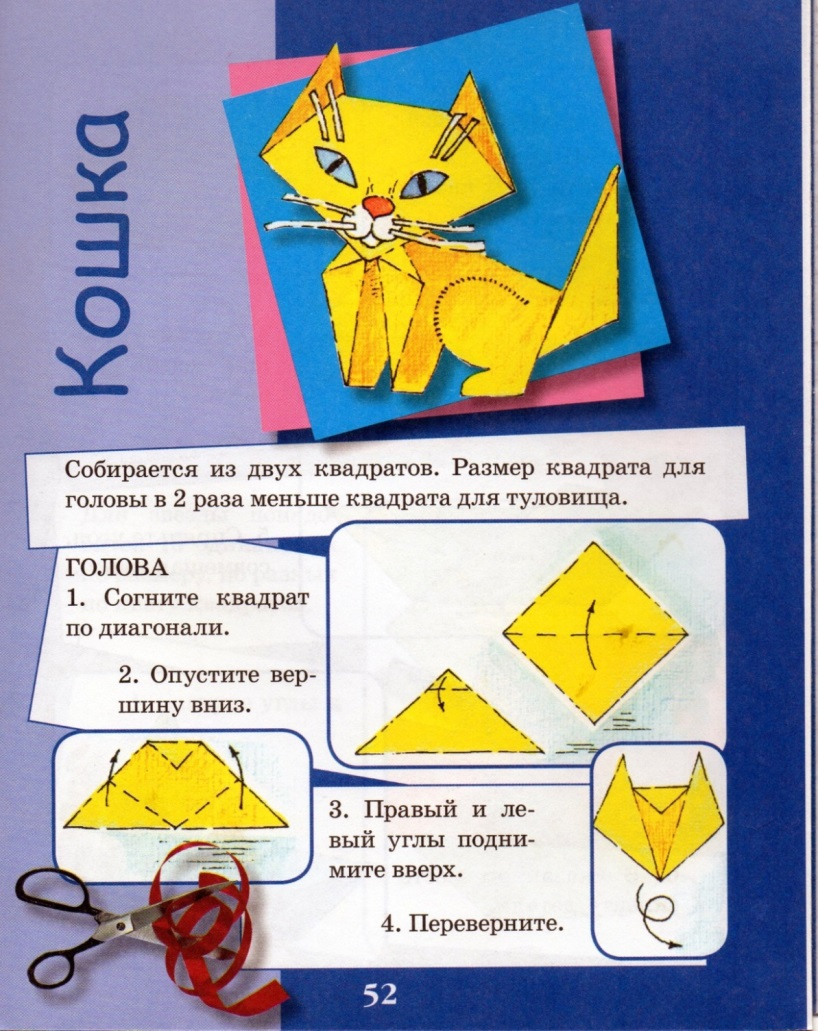 Кошка
Собирается из двух квадратов. Размер квадрата для
головы в 2 раза меньше квадрата для туловища.
ГОЛОВА
1. Согните квадрат
по диагонали.
2. Опустите вер-
шину вниз.
3. Правый и ле-
вый углы подни-
мите вверх.
4. Переверните.
52